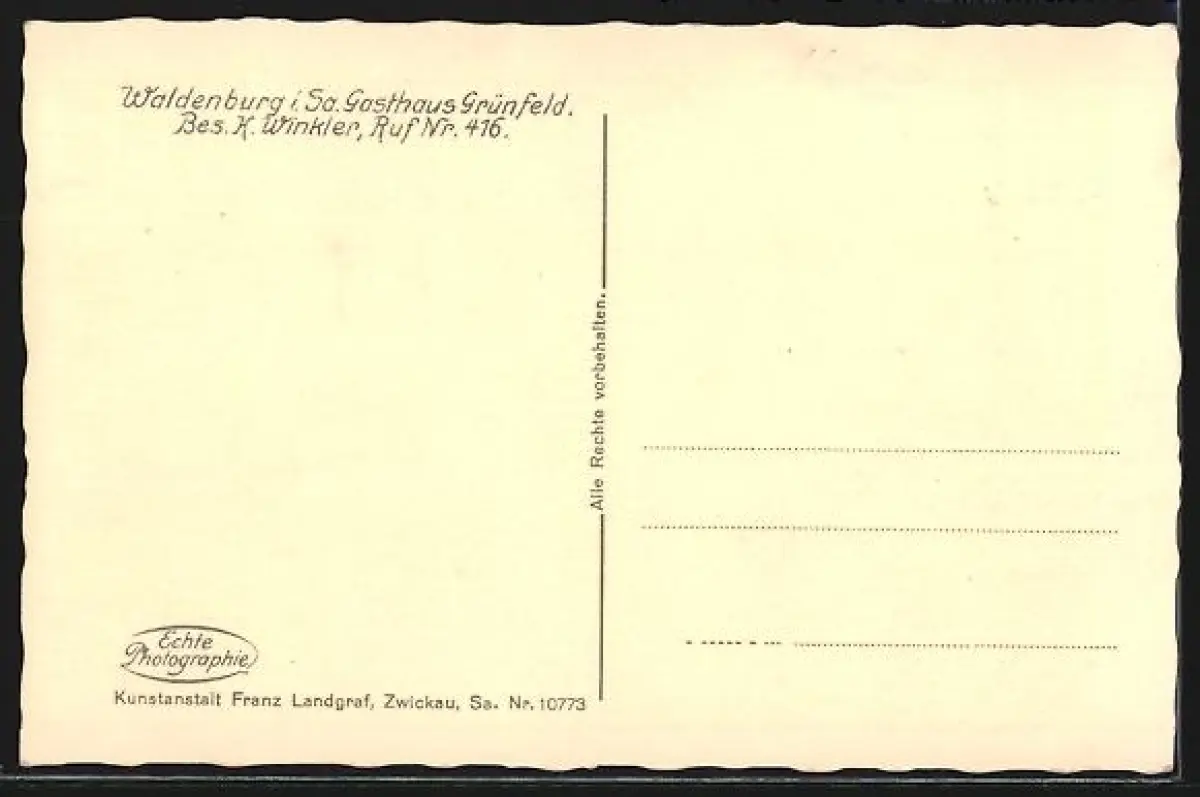 Waldenburg i. Sa. Gasthaus Grünfeld.
Bes. K. Winkler, Ruf Nr. 416.
Alle Rechte vorbehalten.
Echte
Photographie
Kunstanstalt Franz Landgraf, Zwickau, Sa. Nr. 10773